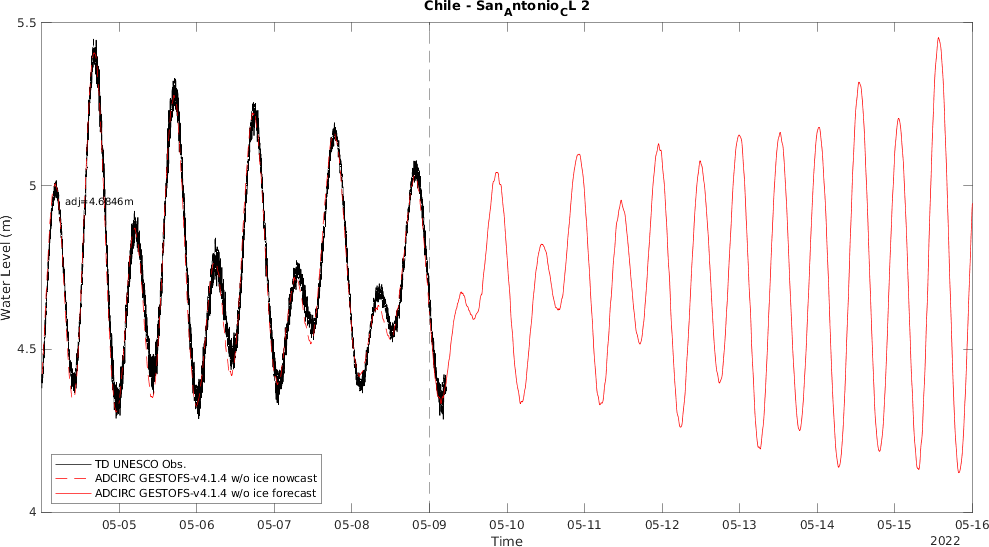 Chile - San_Antonio_CL 2
5.5
5
4.5
4
Water Level (m)
adj=4.6846m
TD UNESCO Obs.
ADCIRC GESTOFS-v4.1.4 w/o ice nowcast
ADCIRC GESTOFS-v4.1.4 w/o ice forecast
05-05 05-06 05-07 05-08 05-09 05-10 05-11 05-12 05-13 05-14 05-15 05-16
Time
2022